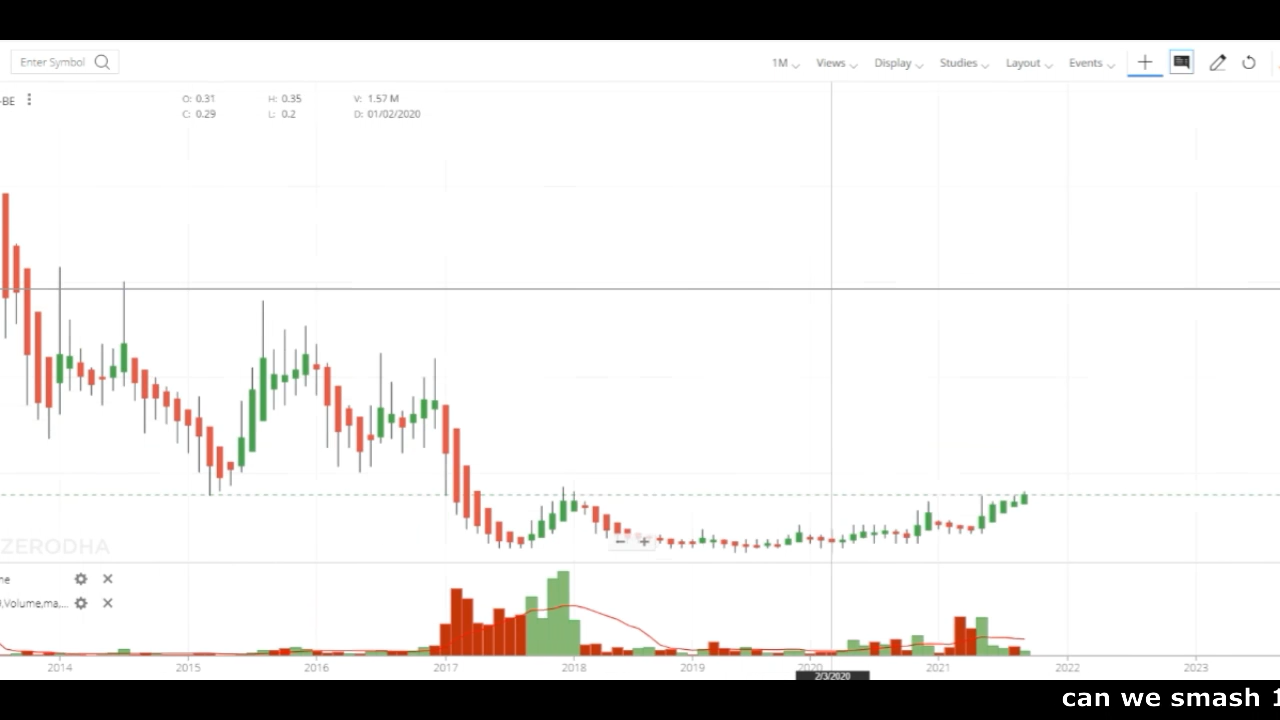 Enter Symbol
1M Views Display Studies Layout Events
-BE
O: 0.31 H: 0.35 V: 1.57 M
C: 0.29 L: 0.2 D: 01/02/2020
ZERODHA
ne
,Volume,ma,...
2014 2015 2016 2017 2018 2019 2020 2021 2022 2023
2/3/2020
can we smash 1